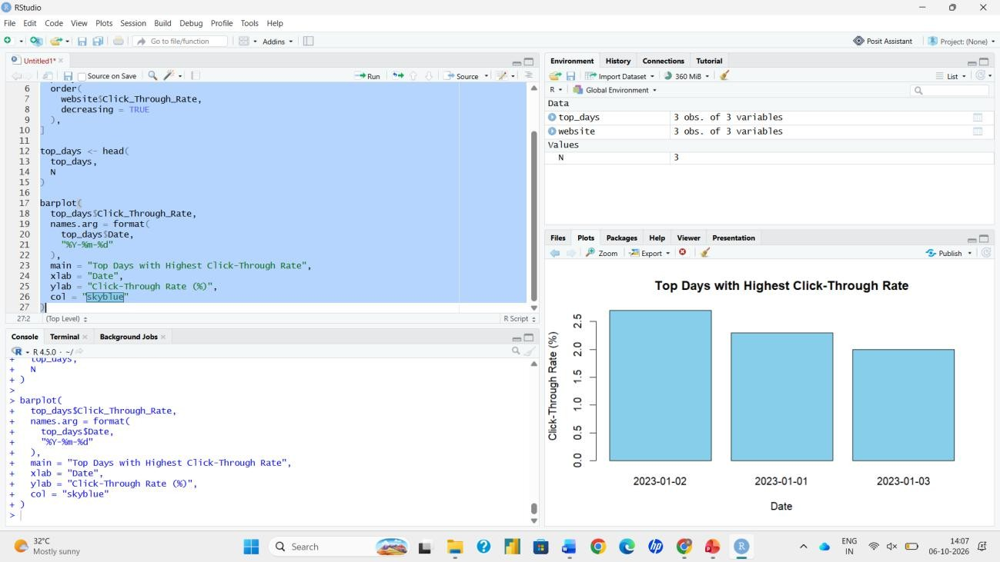 RStudio
File Edit Code View Plots Session Build Debug Profile Tools Help
Go to file/function Addins Posit Assistant Project: (None)
Untitled1*
Source on Save Run Source
6 order(
7 website$Click_Through_Rate,
8 decreasing = TRUE
9 ),
10 ]
11
12 top_days <- head(
13 top_days,
14 N
15 )
16
17 barplot(
18 top_days$Click_Through_Rate,
19 names.arg = format(
20 top_days$Date,
21 "%Y-%m-%d"
22 ),
23 main = "Top Days with Highest Click-Through Rate",
24 xlab = "Date",
25 ylab = "Click-Through Rate (%)",
26 col = "skyblue"
27 )
27:2 (Top Level) R Script
Console Terminal Background Jobs
R 4.5.0 · ~/
+ top_days,
+ N
+ )
>
> barplot(
+ top_days$Click_Through_Rate,
+ names.arg = format(
+ top_days$Date,
+ "%Y-%m-%d"
+ ),
+ main = "Top Days with Highest Click-Through Rate",
+ xlab = "Date",
+ ylab = "Click-Through Rate (%)",
+ col = "skyblue"
+ )
>
Environment History Connections Tutorial
Import Dataset 360 MiB List
R Global Environment
Data
top_days 3 obs. of 3 variables
website 3 obs. of 3 variables
Values
N 3
Files Plots Packages Help Viewer Presentation
Zoom Export Publish
Top Days with Highest Click-Through Rate
Click-Through Rate (%)
2.5
2.0
1.5
1.0
0.5
0.0
2023-01-02 2023-01-01 2023-01-03
Date
32°C
Mostly sunny
Search
ENG
IN
14:07
06-10-2026